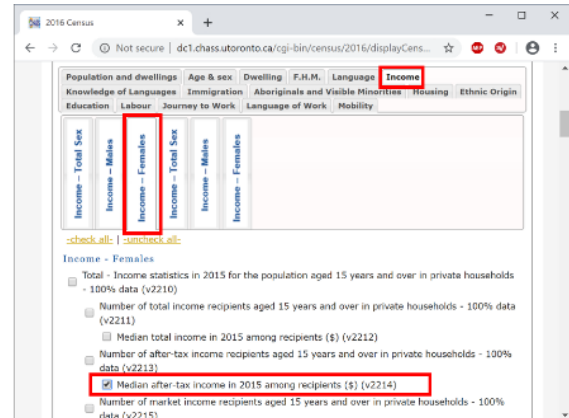 2016 Census
Not secure | dc1.chass.utoronto.ca/cgi-bin/census/2016/displayCens...
Population and dwellings Age & sex Dwelling F.H.M. Language Income
Knowledge of Languages Immigration Aboriginals and Visible Minorities Housing Ethnic Origin
Education Labour Journey to Work Language of Work Mobility
Income – Total Sex
Income – Males
Income – Females
Income – Total Sex
Income – Males
Income – Females
-check all- | -uncheck all-
Income - Females
Total - Income statistics in 2015 for the population aged 15 years and over in private households
- 100% data (v2210)
Number of total income recipients aged 15 years and over in private households - 100% data
(v2211)
Median total income in 2015 among recipients ($) (v2212)
Number of after-tax income recipients aged 15 years and over in private households - 100%
data (v2213)
Median after-tax income in 2015 among recipients ($) (v2214)
Number of market income recipients aged 15 years and over in private households - 100%
data (v2215)